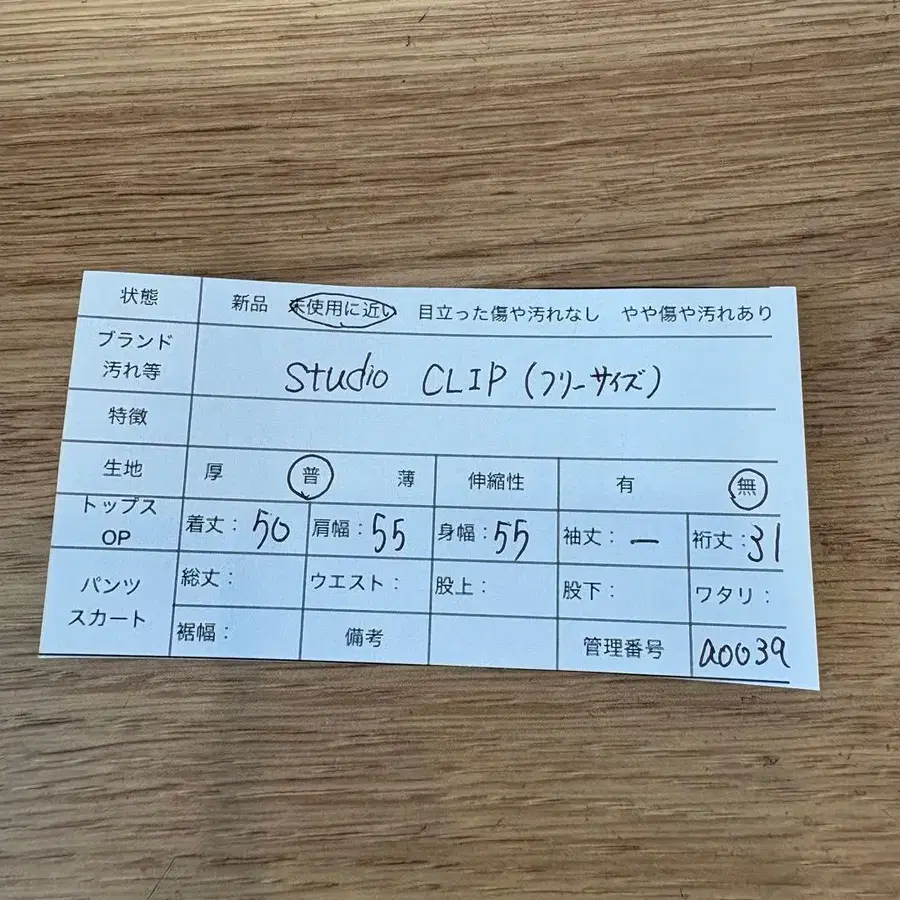 状態 新品 未使用に近い 目立った傷や汚れなし やや傷や汚れあり
ブランド
汚れ等 studio CLIP (フリーサイズ)
特徴
生地 厚 普 薄 伸縮性 有 無
トップス
OP 着丈：50 肩幅：55 身幅：55 袖丈：ー 裄丈：31
パンツ
スカート 総丈： ウエスト： 股上： 股下： ワタリ：
裾幅： 備考 管理番号 a0039